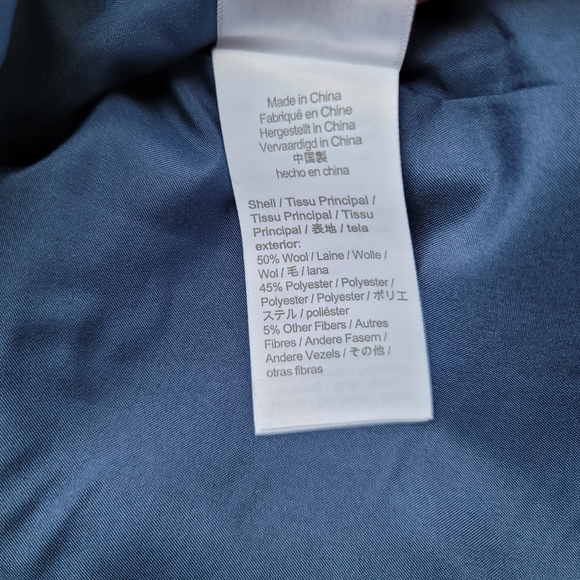 Made in China
Fabriqué en Chine
Hergestellt in China
Vervaardigd in China
中国製
hecho en china
Shell / Tissu Principal /
Tissu Principal / Tissu
Principal / 表地 / tela
exterior:
50% Wool / Laine / Wolle /
Wol / 毛 / lana
45% Polyester / Polyester /
Polyester / Polyester / ポリエ
ステル / poliéster
5% Other Fibers / Autres
Fibres / Andere Fasern /
Andere Vezels / その他 /
otras fibras